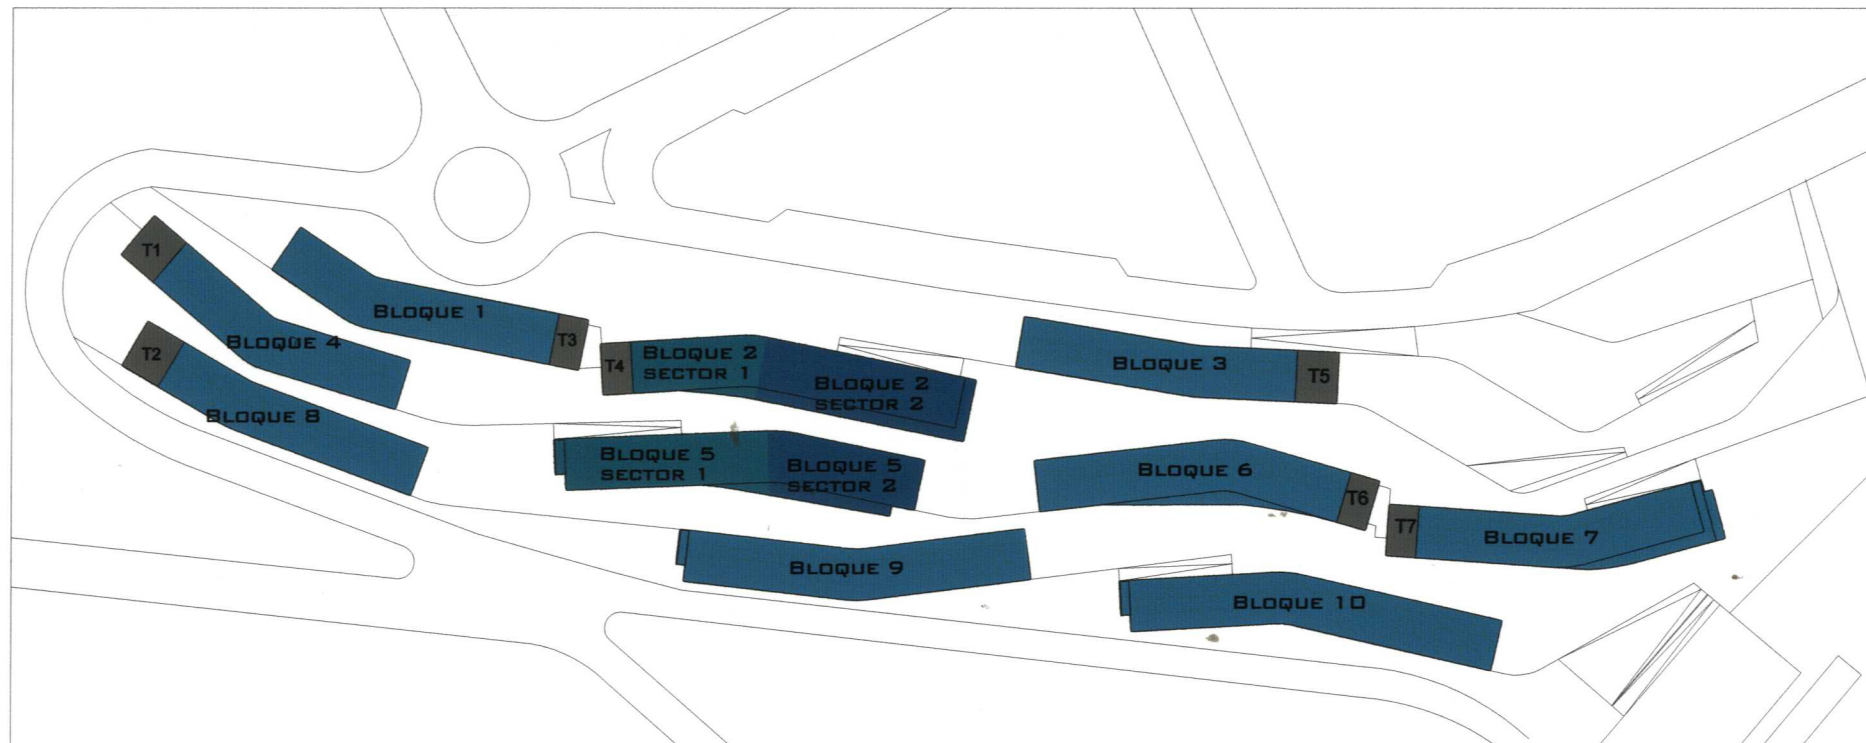 T1
BLOQUE 1
T3
BLOQUE 4
T2
BLOQUE 8
T4
BLOQUE 2
SECTOR 1
BLOQUE 2
SECTOR 2
BLOQUE 3
T5
BLOQUE 5
SECTOR 1
BLOQUE 5
SECTOR 2
BLOQUE 6
T6
T7
BLOQUE 7
BLOQUE 9
BLOQUE 10